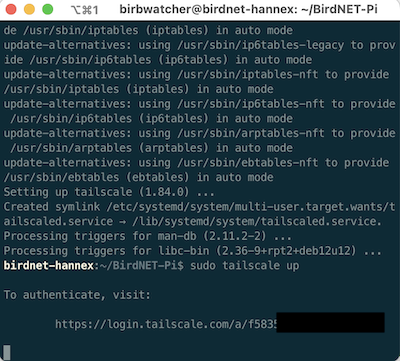 ⌥⌘1 birbwatcher@birdnet-hannex: ~/BirdNET-Pi
de /usr/sbin/iptables (iptables) in auto mode
update-alternatives: using /usr/sbin/ip6tables-legacy to prov
ide /usr/sbin/ip6tables (ip6tables) in auto mode
update-alternatives: using /usr/sbin/iptables-nft to provide
/usr/sbin/iptables (iptables) in auto mode
update-alternatives: using /usr/sbin/ip6tables-nft to provide
 /usr/sbin/ip6tables (ip6tables) in auto mode
update-alternatives: using /usr/sbin/arptables-nft to provide
 /usr/sbin/arptables (arptables) in auto mode
update-alternatives: using /usr/sbin/ebtables-nft to provide
/usr/sbin/ebtables (ebtables) in auto mode
Setting up tailscale (1.84.0) ...
Created symlink /etc/systemd/system/multi-user.target.wants/t
ailscaled.service → /lib/systemd/system/tailscaled.service.
Processing triggers for man-db (2.11.2-2) ...
Processing triggers for libc-bin (2.36-9+rpt2+deb12u12) ...
birdnet-hannex:~/BirdNET-Pi$ sudo tailscale up
To authenticate, visit:
https://login.tailscale.com/a/f5835